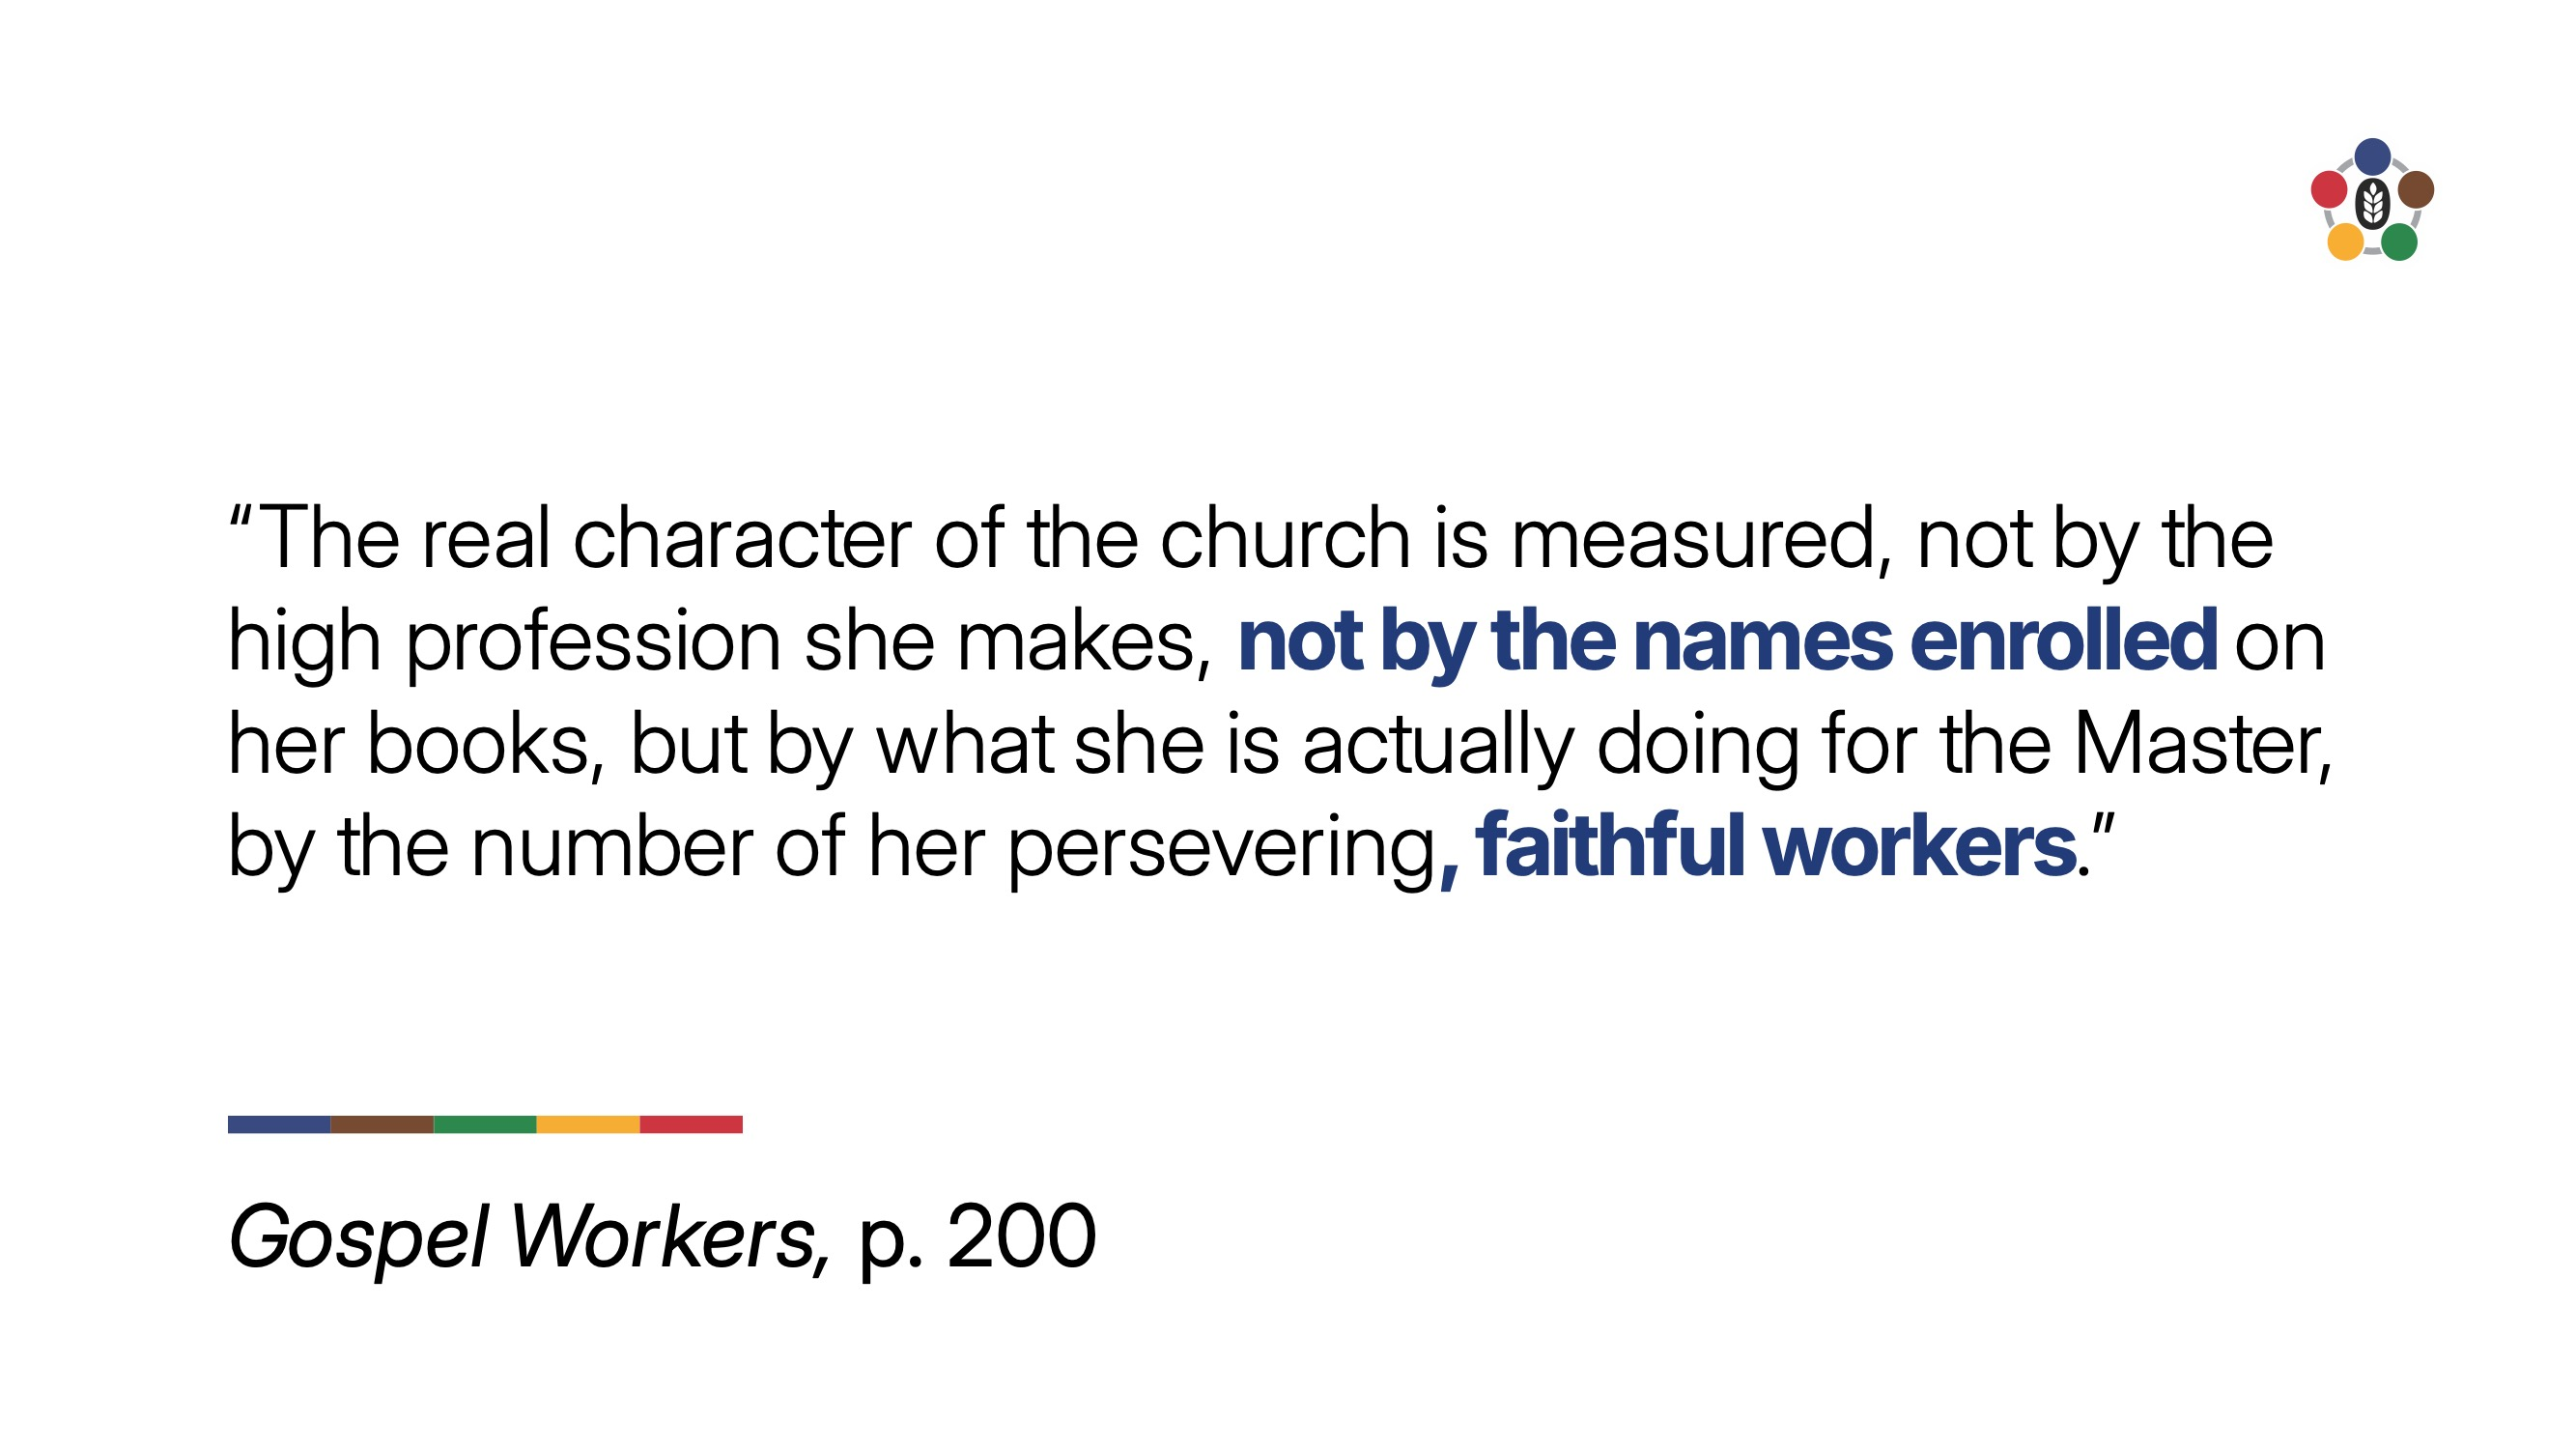 “The real character of the church is measured, not by the
high profession she makes, not by the names enrolled on
her books, but by what she is actually doing for the Master,
by the number of her persevering, faithful workers.”
Gospel Workers, p. 200